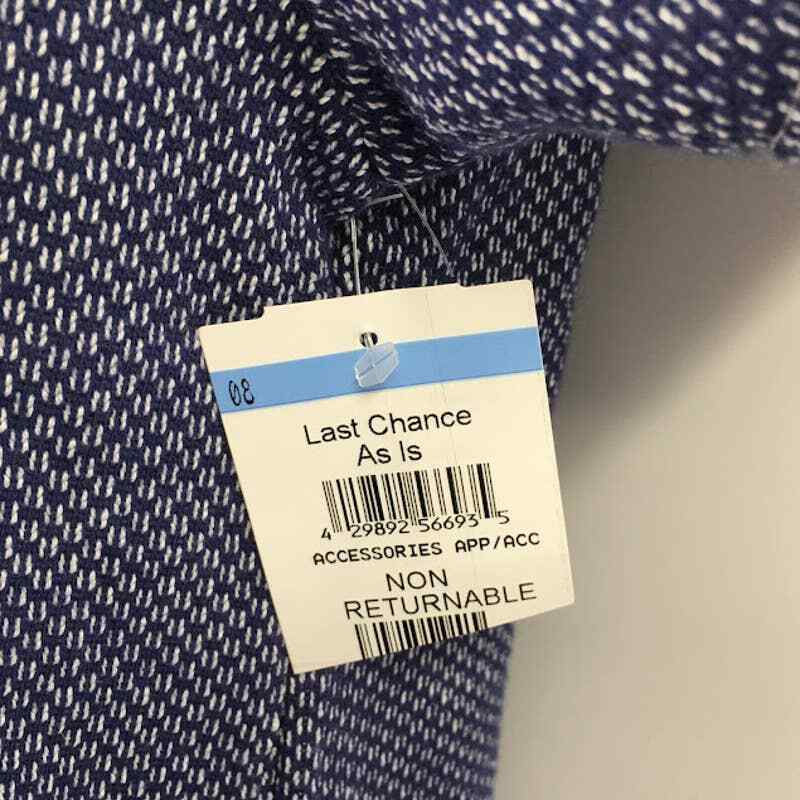 08
Last Chance
As Is
4 29892 56693 5
ACCESSORIES APP/ACC
NON
RETURNABLE